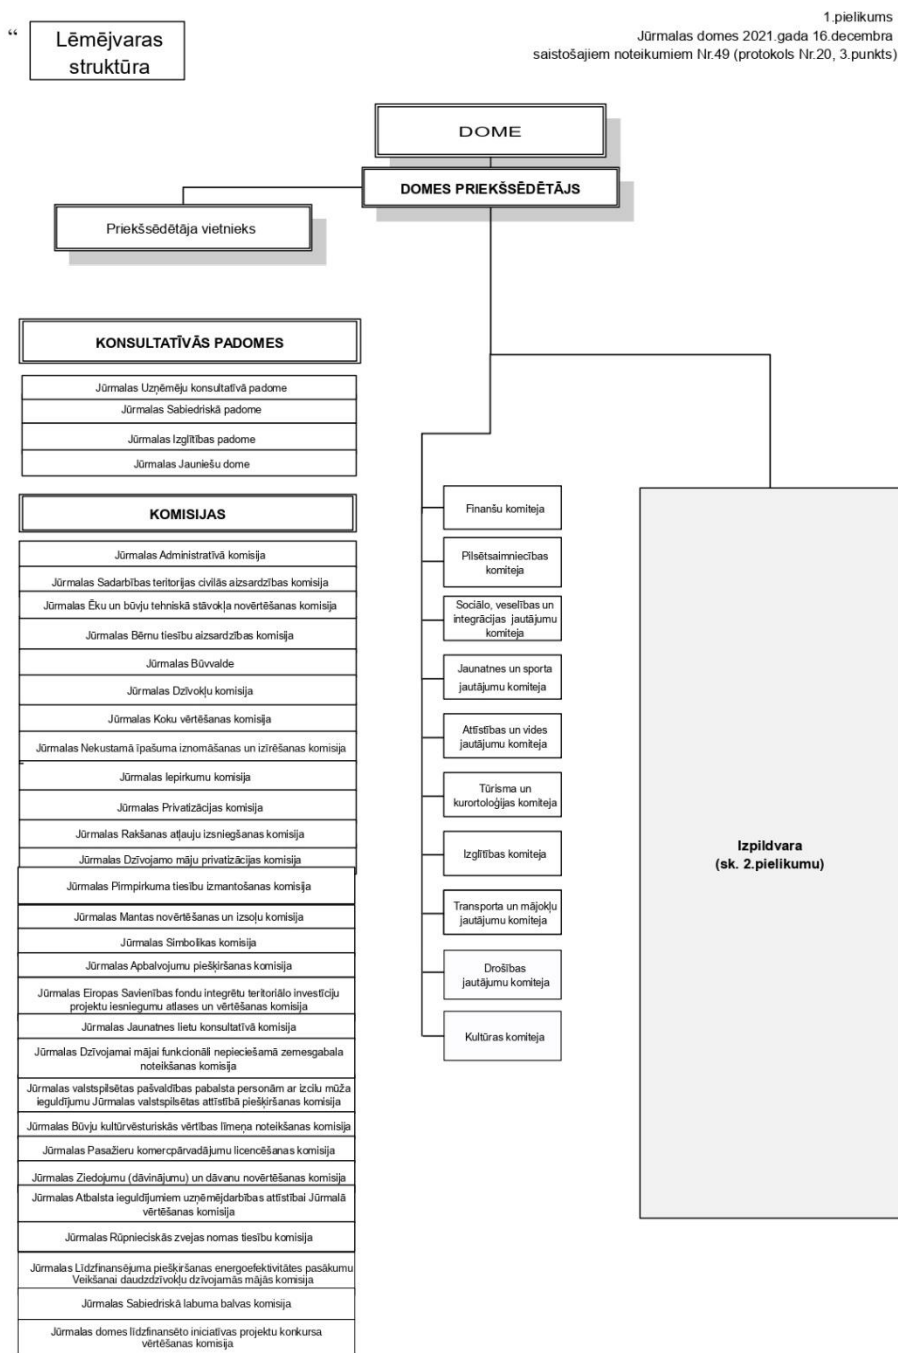 1.pielikums
Jūrmalas domes 2021.gada 16.decembra
saistošajiem noteikumiem Nr.49 (protokols Nr.20, 3.punkts)
“
Lēmējvaras
struktūra
DOME
DOMES PRIEKŠSĒDĒTĀJS
Priekšsēdētāja vietnieks
KONSULTATĪVĀS PADOMES
Jūrmalas Uzņēmēju konsultatīvā padome
Jūrmalas Sabiedriskā padome
Jūrmalas Izglītības padome
Jūrmalas Jauniešu dome
KOMISIJAS
Jūrmalas Administratīvā komisija
Jūrmalas Sadarbības teritorijas civilās aizsardzības komisija
Jūrmalas Ēku un būvju tehniskā stāvokļa novērtēšanas komisija
Jūrmalas Bērnu tiesību aizsardzības komisija
Jūrmalas Būvvalde
Jūrmalas Dzīvokļu komisija
Jūrmalas Koku vērtēšanas komisija
Jūrmalas Nekustamā īpašuma iznomāšanas un izīrēšanas komisija
Jūrmalas Iepirkumu komisija
Jūrmalas Privatizācijas komisija
Jūrmalas Rakšanas atļauju izsniegšanas komisija
Jūrmalas Dzīvojamo māju privatizācijas komisija
Jūrmalas Pirmpirkuma tiesību izmantošanas komisija
Jūrmalas Mantas novērtēšanas un izsoļu komisija
Jūrmalas Simbolikas komisija
Jūrmalas Apbalvojumu piešķiršanas komisija
Jūrmalas Eiropas Savienības fondu integrētu teritoriālo investīciju
projektu iesniegumu atlases un vērtēšanas komisija
Jūrmalas Jaunatnes lietu konsultatīvā komisija
Jūrmalas Dzīvojamai mājai funkcionāli nepieciešamā zemesgabala
noteikšanas komisija
Jūrmalas valstspilsētas pašvaldības pabalsta personām ar izcilu mūža
ieguldījumu Jūrmalas valstspilsētas attīstībā piešķiršanas komisija
Jūrmalas Būvju kultūrvēsturiskās vērtības līmeņa noteikšanas komisija
Jūrmalas Pasažieru komercpārvadājumu licencēšanas komisija
Jūrmalas Ziedojumu (dāvinājumu) un dāvanu novērtēšanas komisija
Jūrmalas Atbalsta ieguldījumiem uzņēmējdarbības attīstībai Jūrmalā
vērtēšanas komisija
Jūrmalas Rūpnieciskās zvejas nomas tiesību komisija
Jūrmalas Līdzfinansējuma piešķiršanas energoefektivitātes pasākumu
Veikšanai daudzdzīvokļu dzīvojamās mājās komisija
Jūrmalas Sabiedriskā labuma balvas komisija
Jūrmalas domes līdzfinansēto iniciatīvas projektu konkursa
vērtēšanas komisija
Finanšu komiteja
Pilsētsaimniecības
komiteja
Sociālo, veselības un
integrācijas jautājumu
komiteja
Jaunatnes un sporta
jautājumu komiteja
Attīstības un vides
jautājumu komiteja
Tūrisma un
kurortoloģijas komiteja
Izglītības komiteja
Transporta un mājokļu
jautājumu komiteja
Drošības
jautājumu komiteja
Kultūras komiteja
Izpildvara
(sk. 2.pielikumu)